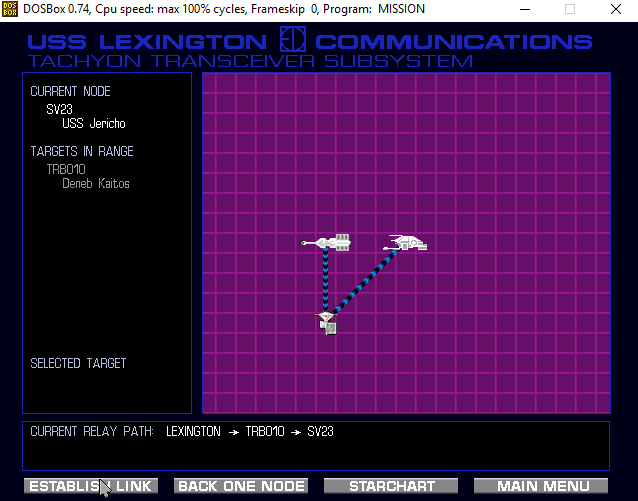 DOSBox 0.74, Cpu speed: max 100% cycles, Frameskip 0, Program: MISSION
USS LEXINGTON COMMUNICATIONS
TACHYON TRANSCEIVER SUBSYSTEM
CURRENT NODE
SV23
USS Jericho
TARGETS IN RANGE
TRB010
Deneb Kaitos
SELECTED TARGET
CURRENT RELAY PATH: LEXINGTON → TRB010 → SV23
ESTABLISH LINK BACK ONE NODE STARCHART MAIN MENU